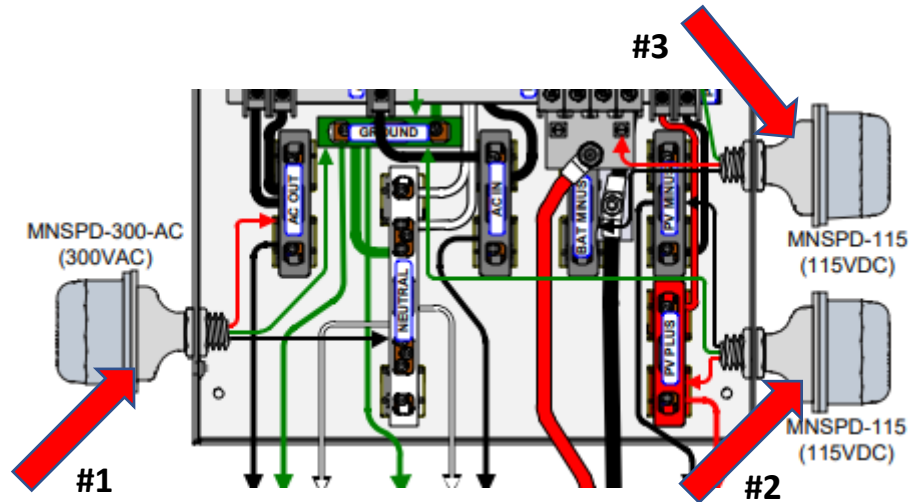 #3
GROUND
AC OUT
AC IN
BAT MINUS
PV MINUS
NEUTRAL
PV PLUS
MNSPD-300-AC
(300VAC)
MNSPD-115
(115VDC)
MNSPD-115
(115VDC)
#1
#2